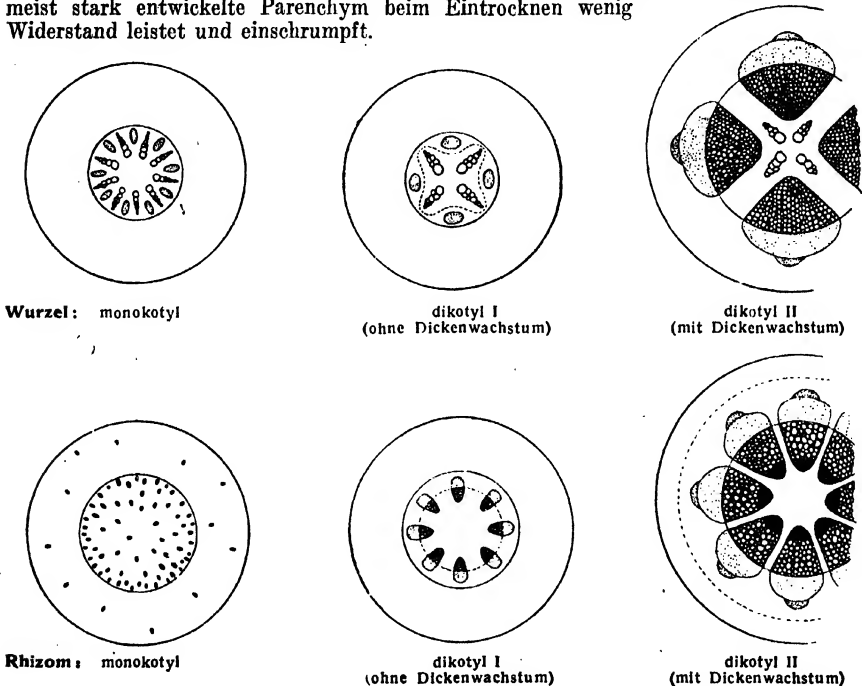 meist stark entwickelte Parenchym beim Eintrocknen wenig
Widerstand leistet und einschrumpft.
Wurzel: monokotyl
dikotyl I
(ohne Dickenwachstum)
dikotyl II
(mit Dickenwachstum)
Rhizom: monokotyl
dikotyl I
(ohne Dickenwachstum)
dikotyl II
(mit Dickenwachstum)